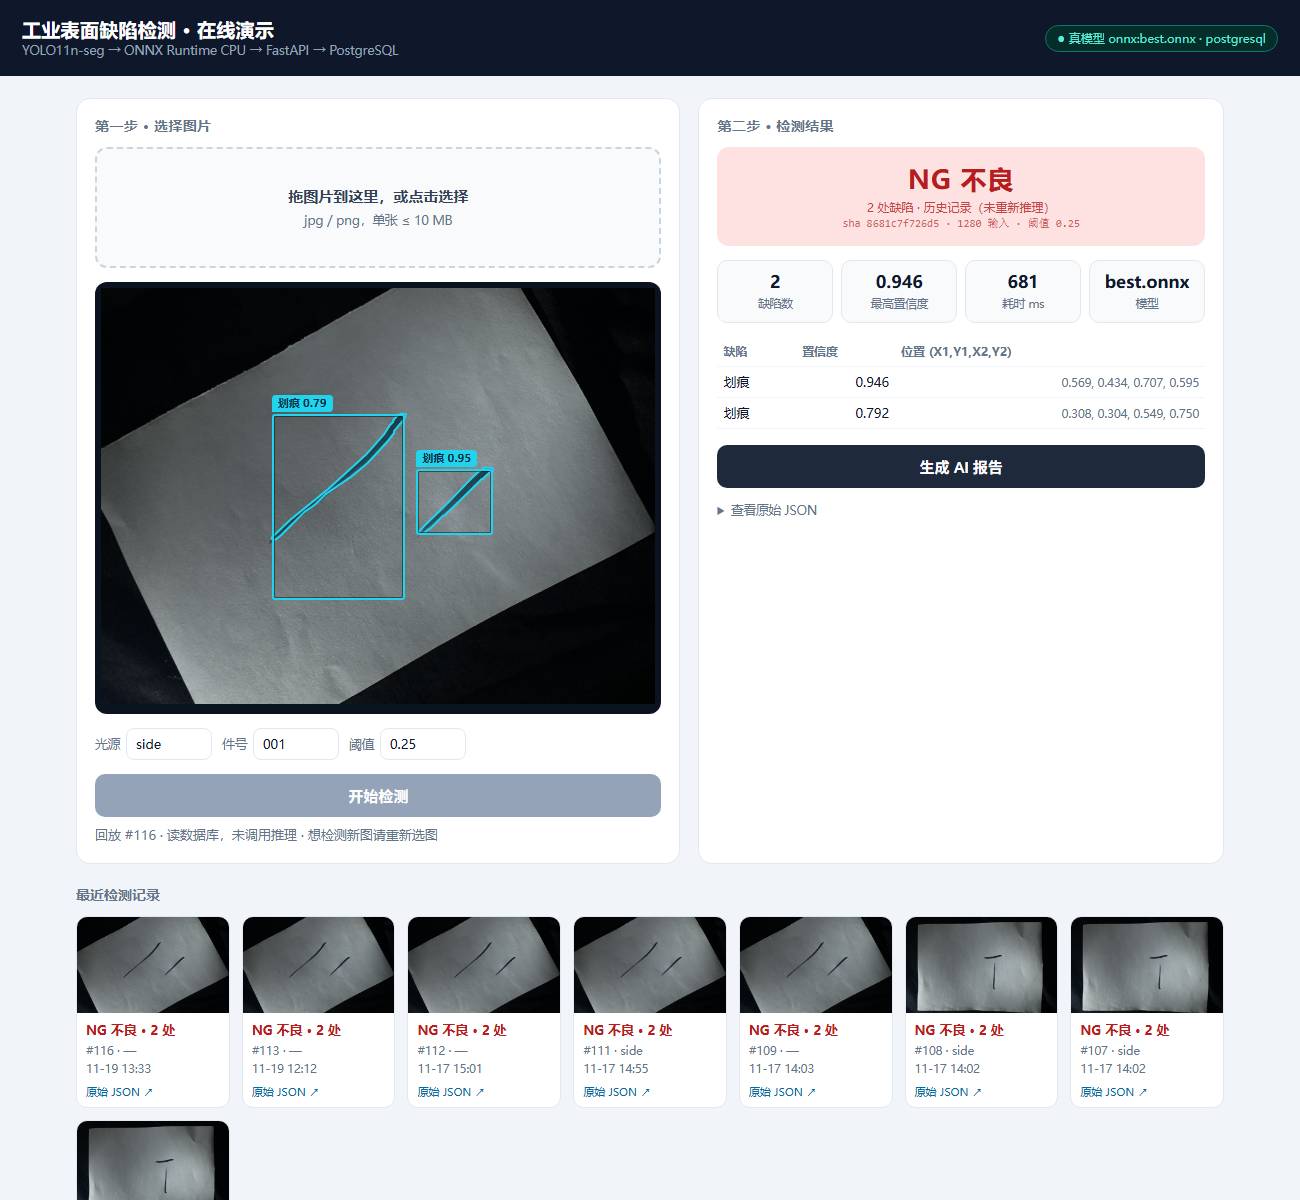 工业表面缺陷检测 • 在线演示
YOLO11n-seg → ONNX Runtime CPU → FastAPI → PostgreSQL
● 真模型 onnx:best.onnx · postgresql
第一步 • 选择图片
拖图片到这里，或点击选择
jpg / png，单张 ≤ 10 MB
划痕 0.79
划痕 0.95
光源 side 件号 001 阈值 0.25
开始检测
回放 #116 · 读数据库，未调用推理 · 想检测新图请重新选图
第二步 • 检测结果
NG 不良
2 处缺陷 · 历史记录（未重新推理）
sha 8681c7f726d5 · 1280 输入 · 阈值 0.25
2 0.946 681 best.onnx
缺陷数 最高置信度 耗时 ms 模型
缺陷 置信度 位置 (X1,Y1,X2,Y2)
划痕 0.946 0.569, 0.434, 0.707, 0.595
划痕 0.792 0.308, 0.304, 0.549, 0.750
生成 AI 报告
▶ 查看原始 JSON
最近检测记录
NG 不良 • 2 处
#116 · —
11-19 13:33
原始 JSON ↗
NG 不良 • 2 处
#113 · —
11-19 12:12
原始 JSON ↗
NG 不良 • 2 处
#112 · —
11-17 15:01
原始 JSON ↗
NG 不良 • 2 处
#111 · side
11-17 14:55
原始 JSON ↗
NG 不良 • 2 处
#109 · —
11-17 14:03
原始 JSON ↗
NG 不良 • 2 处
#108 · side
11-17 14:02
原始 JSON ↗
NG 不良 • 2 处
#107 · side
11-17 14:02
原始 JSON ↗